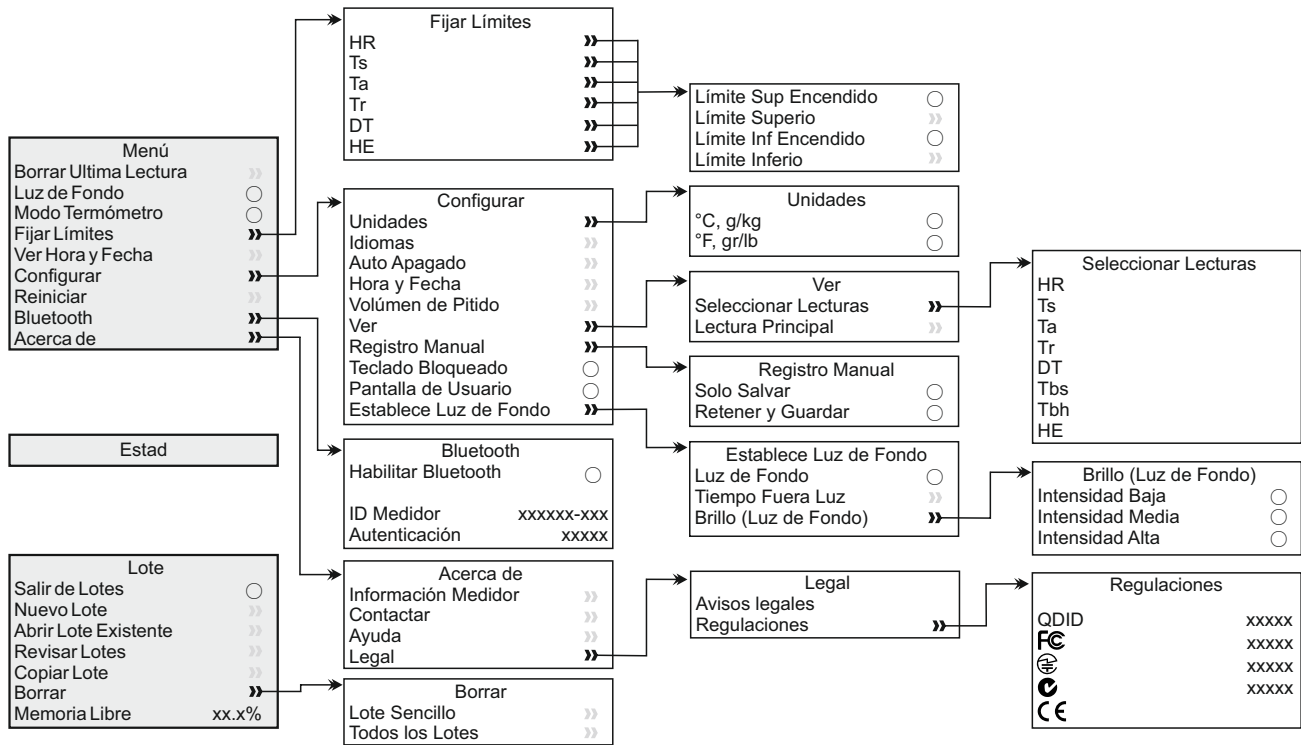 Menú
Borrar Ultima Lectura »
Luz de Fondo
Modo Termómetro
Fijar Límites »
Ver Hora y Fecha »
Configurar »
Reiniciar »
Bluetooth »
Acerca de »
Estad
Lote
Salir de Lotes
Nuevo Lote »
Abrir Lote Existente »
Revisar Lotes »
Copiar Lote »
Borrar »
Memoria Libre xx.x%
Fijar Límites
HR »
Ts »
Ta »
Tr »
DT »
HE »
Configurar
Unidades »
Idiomas »
Auto Apagado »
Hora y Fecha »
Volúmen de Pitido »
Ver »
Registro Manual »
Teclado Bloqueado
Pantalla de Usuario
Establece Luz de Fondo »
Bluetooth
Habilitar Bluetooth
ID Medidor xxxxxx-xxx
Autenticación xxxxx
Acerca de
Información Medidor »
Contactar »
Ayuda »
Legal »
Borrar
Lote Sencillo »
Todos los Lotes »
Límite Sup Encendido
Límite Superio »
Límite Inf Encendido
Límite Inferio »
Unidades
°C, g/kg
°F, gr/lb
Ver
Seleccionar Lecturas »
Lectura Principal »
Registro Manual
Solo Salvar
Retener y Guardar
Establece Luz de Fondo
Luz de Fondo
Tiempo Fuera Luz »
Brillo (Luz de Fondo) »
Legal
Avisos legales
Regulaciones »
Seleccionar Lecturas
HR
Ts
Ta
Tr
DT
Tbs
Tbh
HE
Brillo (Luz de Fondo)
Intensidad Baja
Intensidad Media
Intensidad Alta
Regulaciones
QDID xxxxx
FC xxxxx
xxxxx
xxxxx
CE